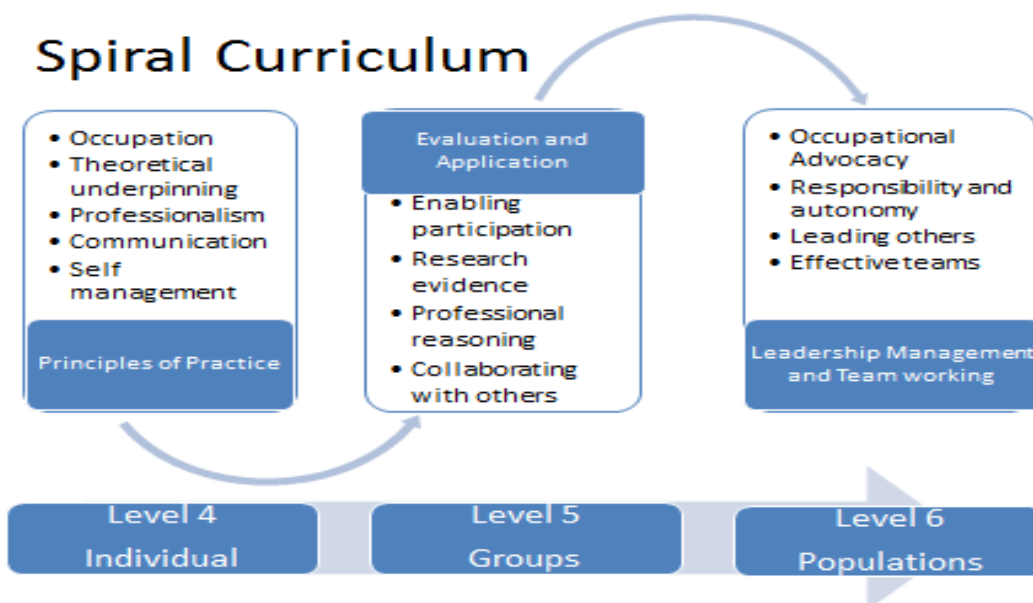 Spiral Curriculum
• Occupation
• Theoretical
underpinning
• Professionalism
• Communication
• Self
management
Principles of Practice
Evaluation and
Application
• Enabling
participation
• Research
evidence
• Professional
reasoning
• Collaborating
with others
• Occupational
Advocacy
• Responsibility and
autonomy
• Leading others
• Effective teams
Leadership Management
and Team working
Level 4
Individual
Level 5
Groups
Level 6
Populations